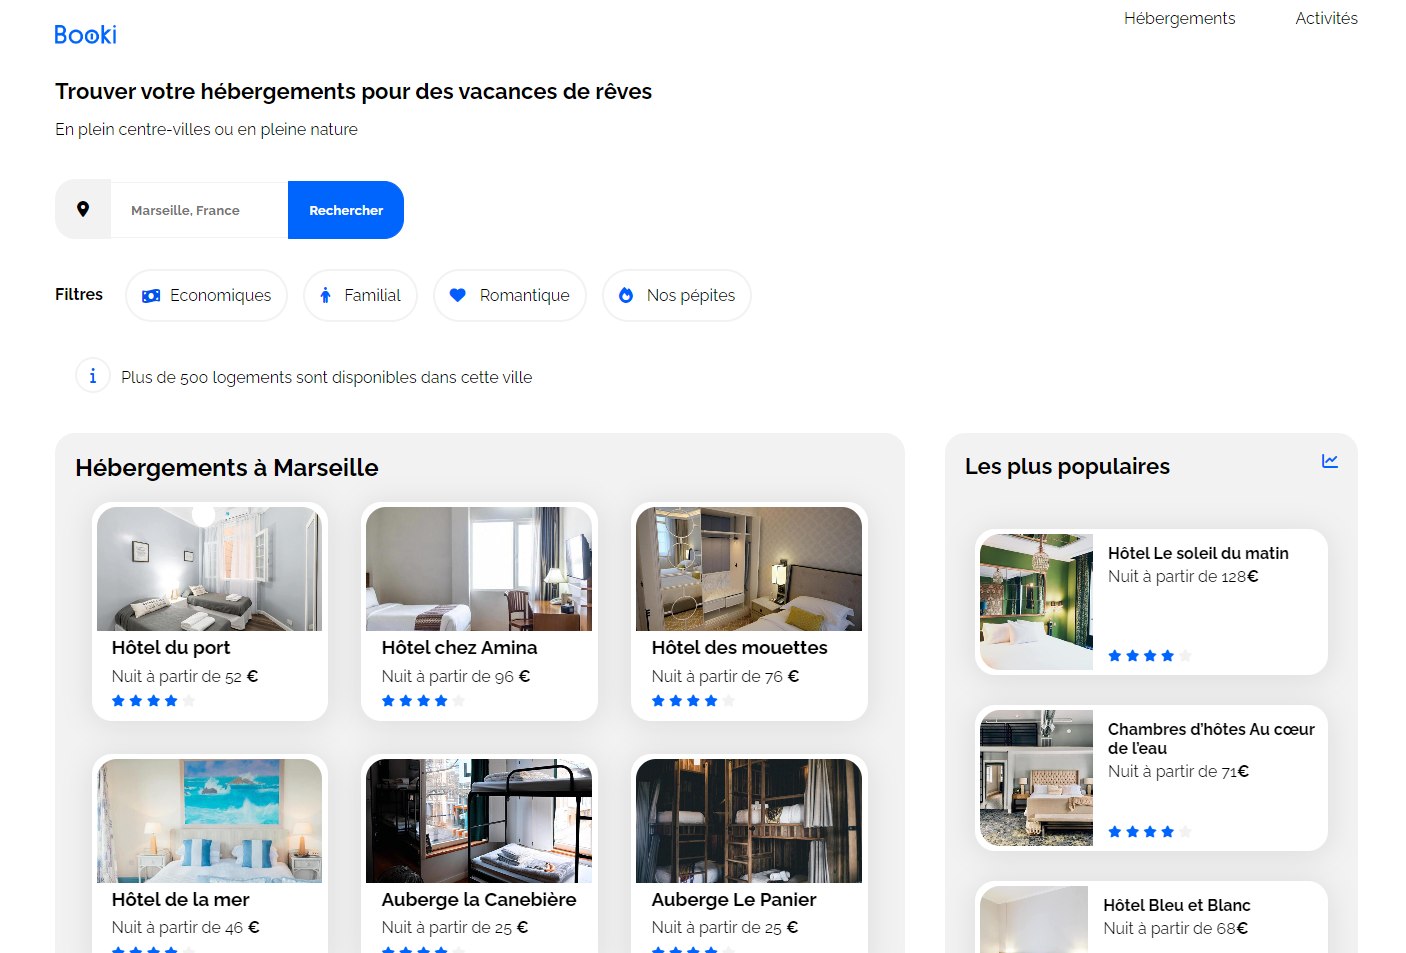 Booki
Hébergements
Activités
Trouver votre hébergements pour des vacances de rêves
En plein centre-villes ou en pleine nature
Marseille, France
Rechercher
Filtres
Economiques
Familial
Romantique
Nos pépites
Plus de 500 logements sont disponibles dans cette ville
Hébergements à Marseille
Hôtel du port
Nuit à partir de 52 €
Hôtel chez Amina
Nuit à partir de 96 €
Hôtel des mouettes
Nuit à partir de 76 €
Hôtel de la mer
Nuit à partir de 46 €
Auberge la Canebière
Nuit à partir de 25 €
Auberge Le Panier
Nuit à partir de 25 €
Les plus populaires
Hôtel Le soleil du matin
Nuit à partir de 128€
Chambres d'hôtes Au cœur
de l'eau
Nuit à partir de 71€
Hôtel Bleu et Blanc
Nuit à partir de 68€